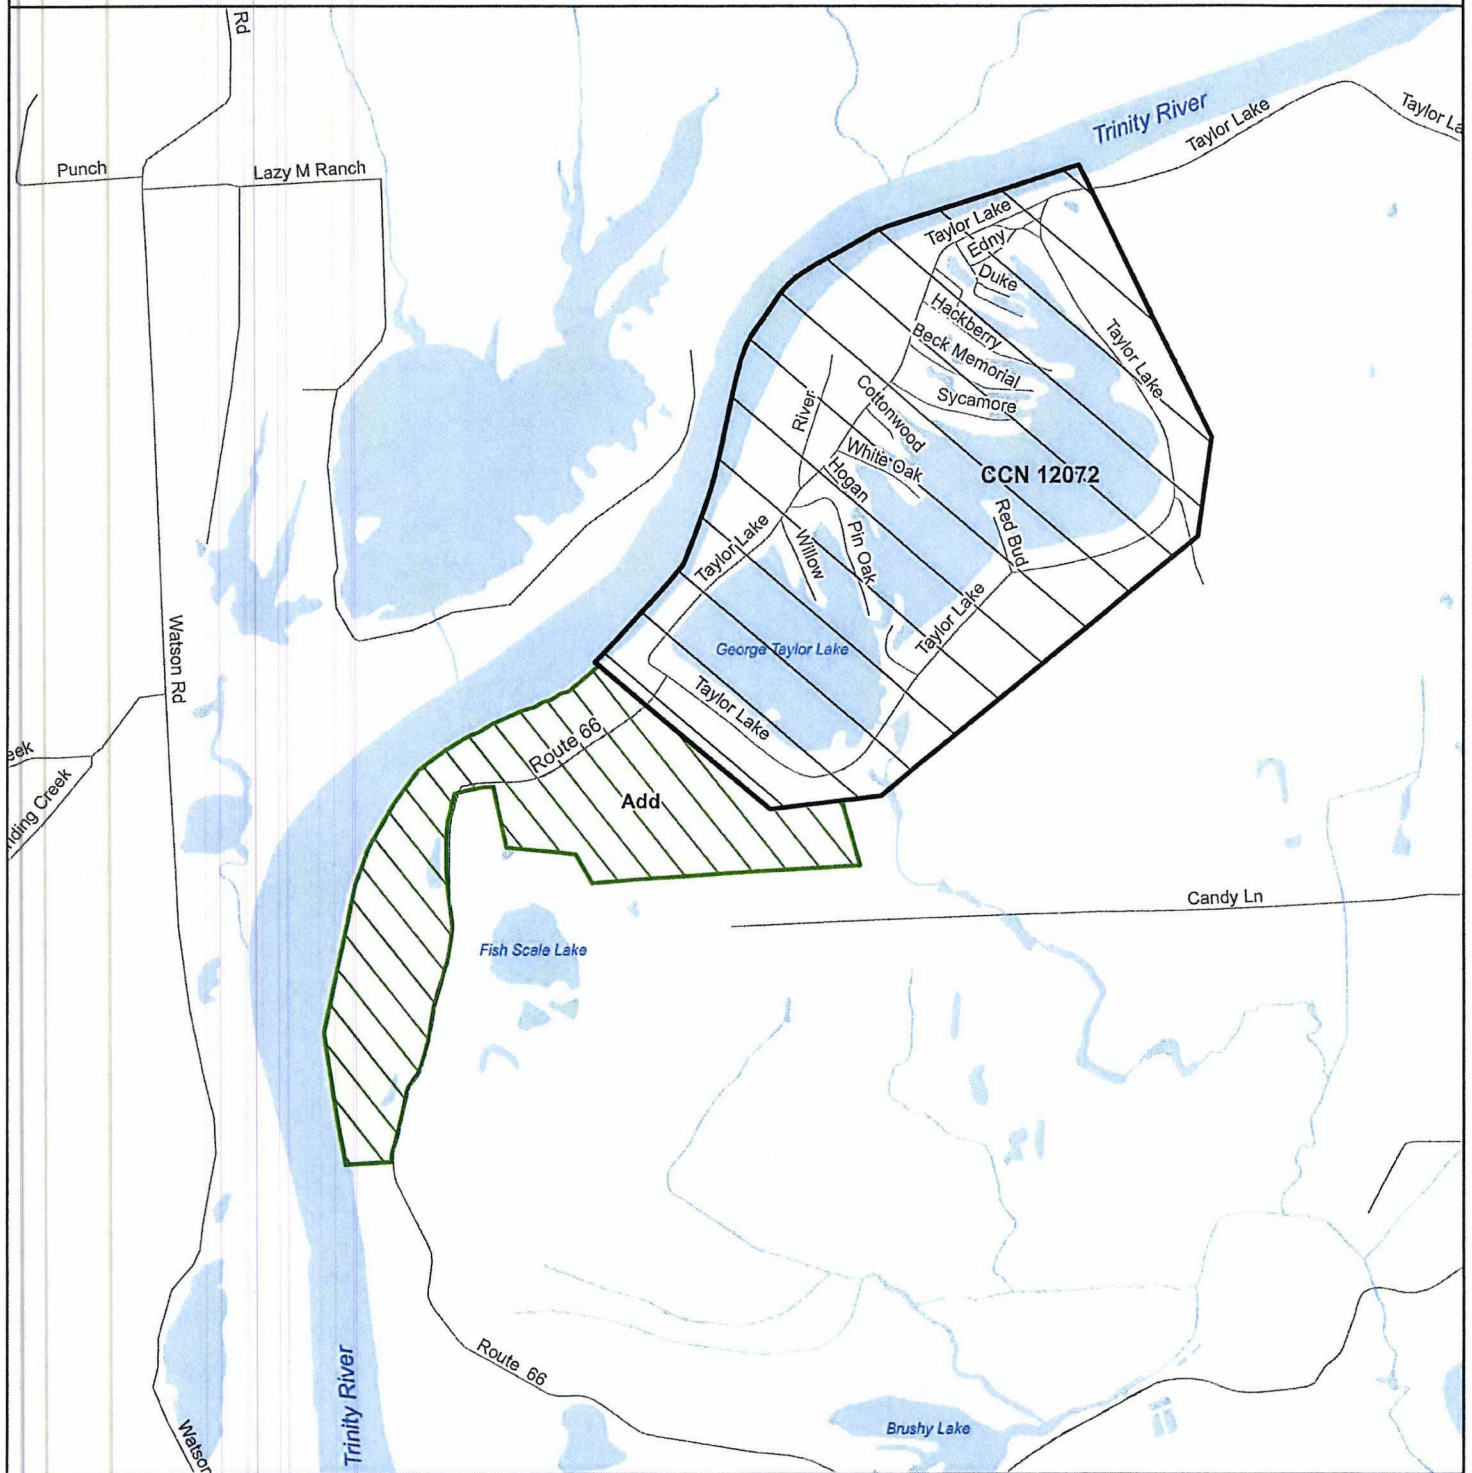 Rd
Trinity River
Taylor Lake
Taylor La
Punch
Lazy M Ranch
Taylor Lake
Edny
Duke
Hackberry
Beck Memorial
Taylor Lake
Sycamore
Cottonwood
River
White Oak
Hogan
CCN 12072
Red Bud
Pin Oak
Willow
Taylor Lake
Taylor Lake
George Taylor Lake
Watson Rd
Taylor Lake
Route 66
eek
nding Creek
Add
Candy Ln
Fish Scale Lake
Route 66
Trinity River
Watson
Brushy Lake